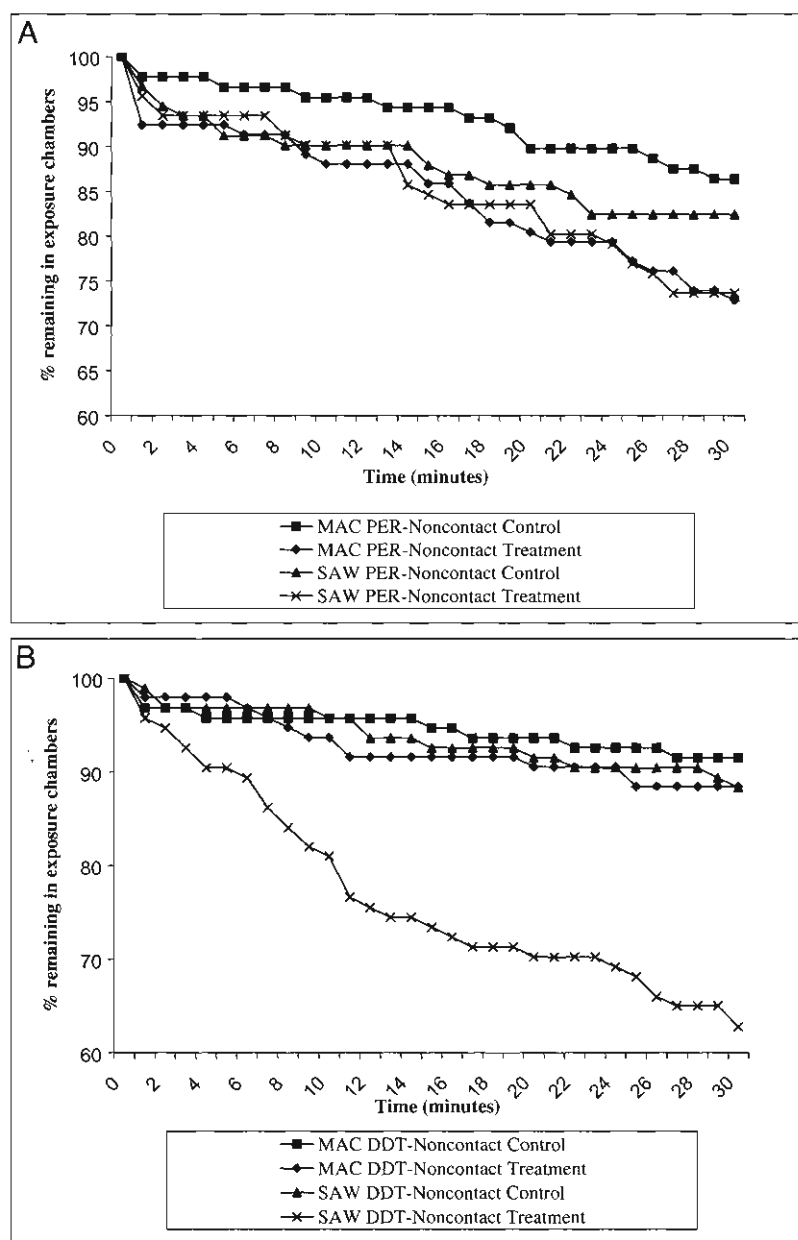 A
100
95
90
85
80
75
70
65
60
% remaining in exposure chambers
0 2 4 6 8 10 12 14 16 18 20 22 24 26 28 30
Time (minutes)
MAC PER-Noncontact Control
MAC PER-Noncontact Treatment
SAW PER-Noncontact Control
SAW PER-Noncontact Treatment
B
100
90
80
70
60
% remaining in exposure chambers
0 2 4 6 8 10 12 14 16 18 20 22 24 26 28 30
Time (minutes)
MAC DDT-Noncontact Control
MAC DDT-Noncontact Treatment
SAW DDT-Noncontact Control
SAW DDT-Noncontact Treatment